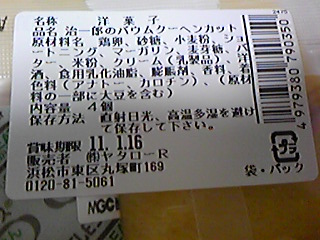 名称 洋菓子
品名 治一郎のバウムクーヘンカット
原材料名 鶏卵、砂糖、小麦粉、ショ
ートニング、マーガリン、麦芽糖、バ
ター、米粉、クリーム(乳製品)、洋
酒、食用乳化油脂、膨脹剤、香料、着
色料(アナトー、カロテン)、(原材
料の一部に大豆を含む)
内容量 4個
保存方法 直射日光、高温多湿を避け
て保存して下さい。
賞味期限 11. 1.16
販売者 ㈱ヤタローR
浜松市東区丸塚町169
0120-81-5061
袋・パック
4979380790350